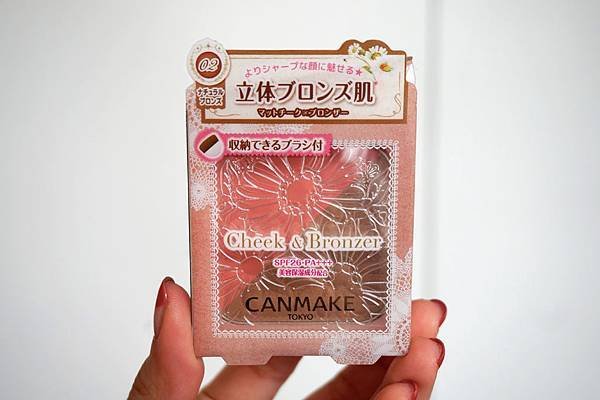 02
ナチュラル
ブロンズ
よりシャープな顔に魅せる★
立体ブロンズ肌
マットチーク×ブロンザー
収納できるブラシ付
Cheek & Bronzer
SPF26・PA+++
美容保湿成分配合
CANMAKE
TOKYO